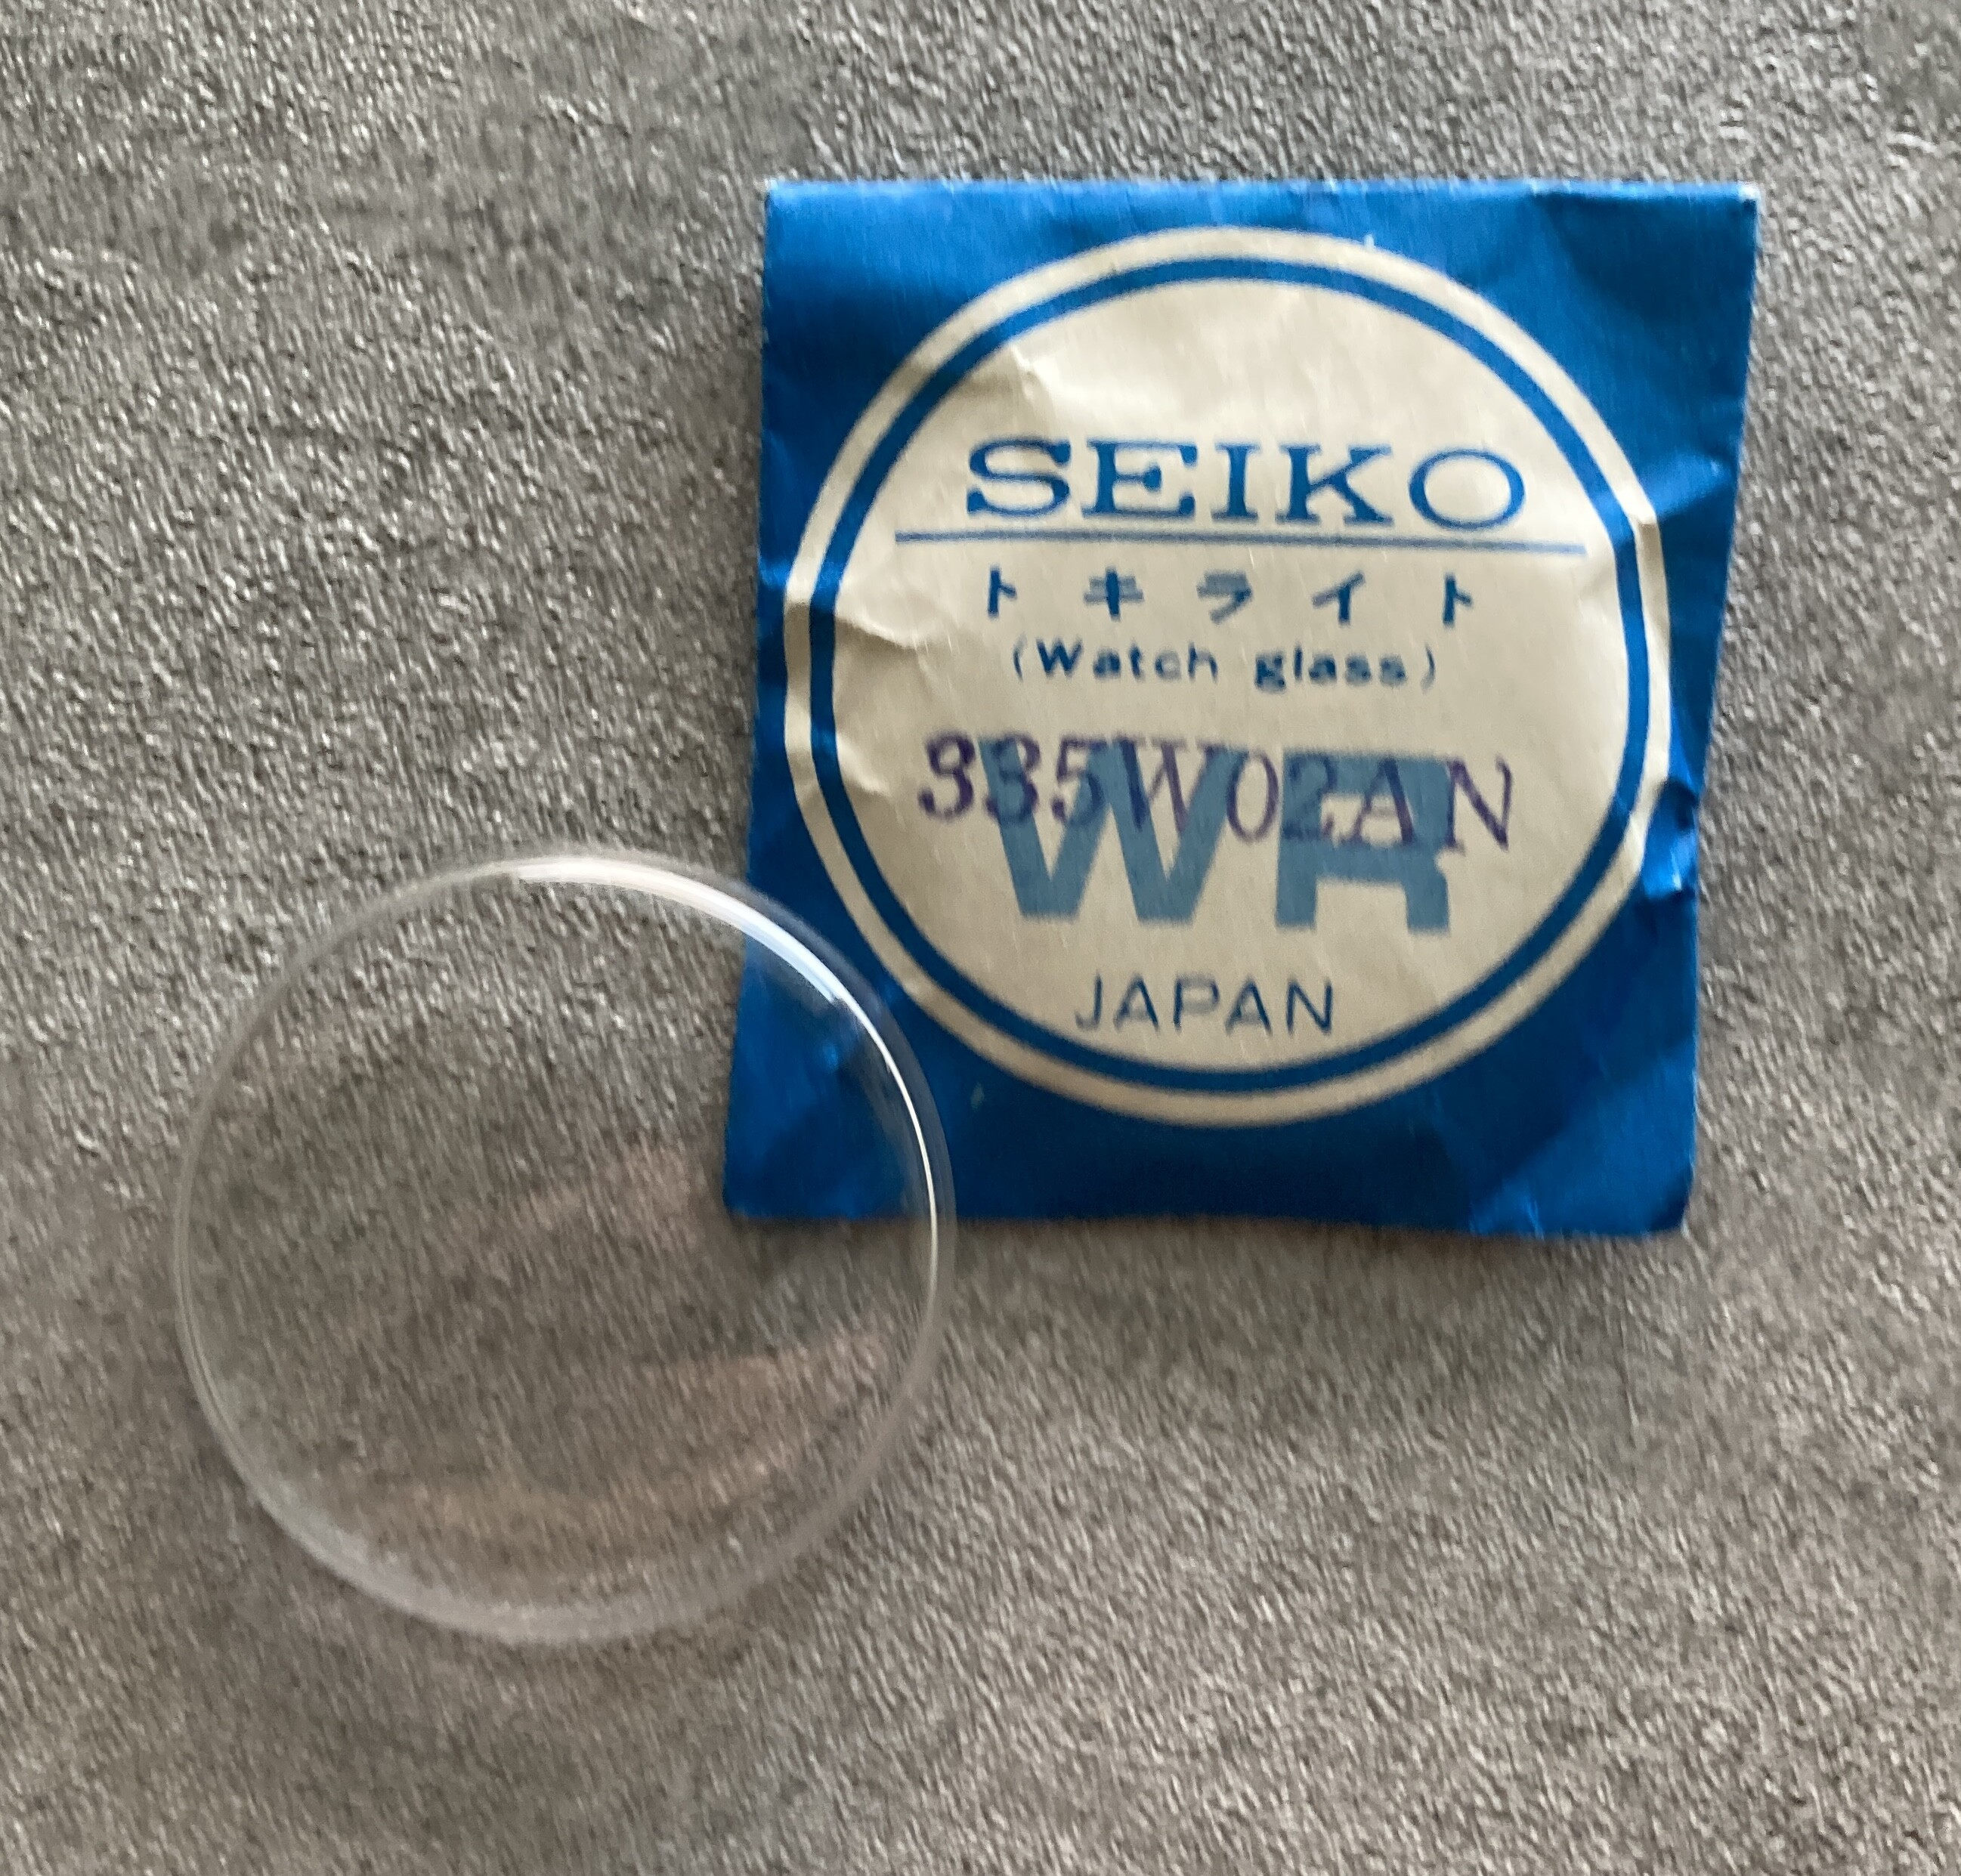 SEIKO
トキライト
(Watch glass)
335W02AN
WR
JAPAN